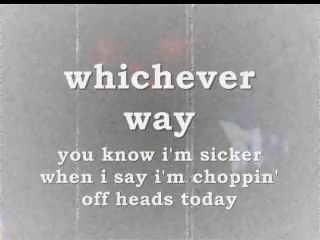 whichever
way
you know i'm sicker
when i say i'm choppin'
off heads today